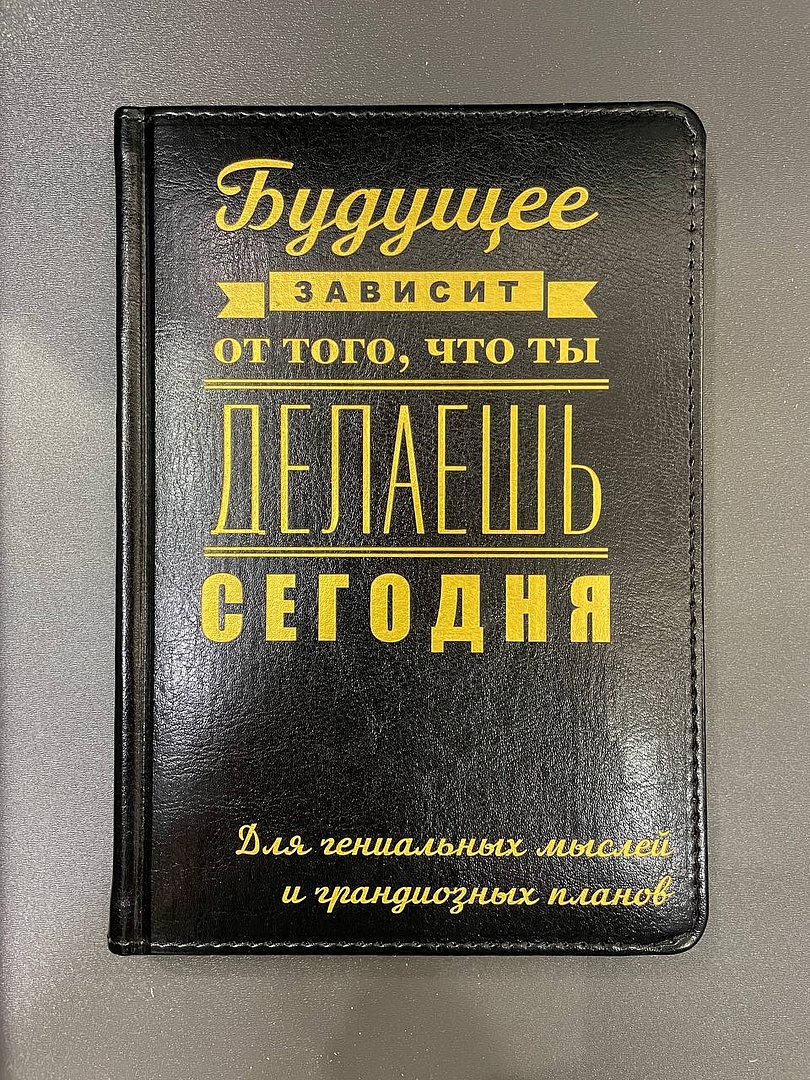 Будущее
ЗАВИСИТ
ОТ ТОГО, ЧТО ТЫ
ДЕЛАЕШЬ
СЕГОДНЯ
Для гениальных мыслей
и грандиозных планов